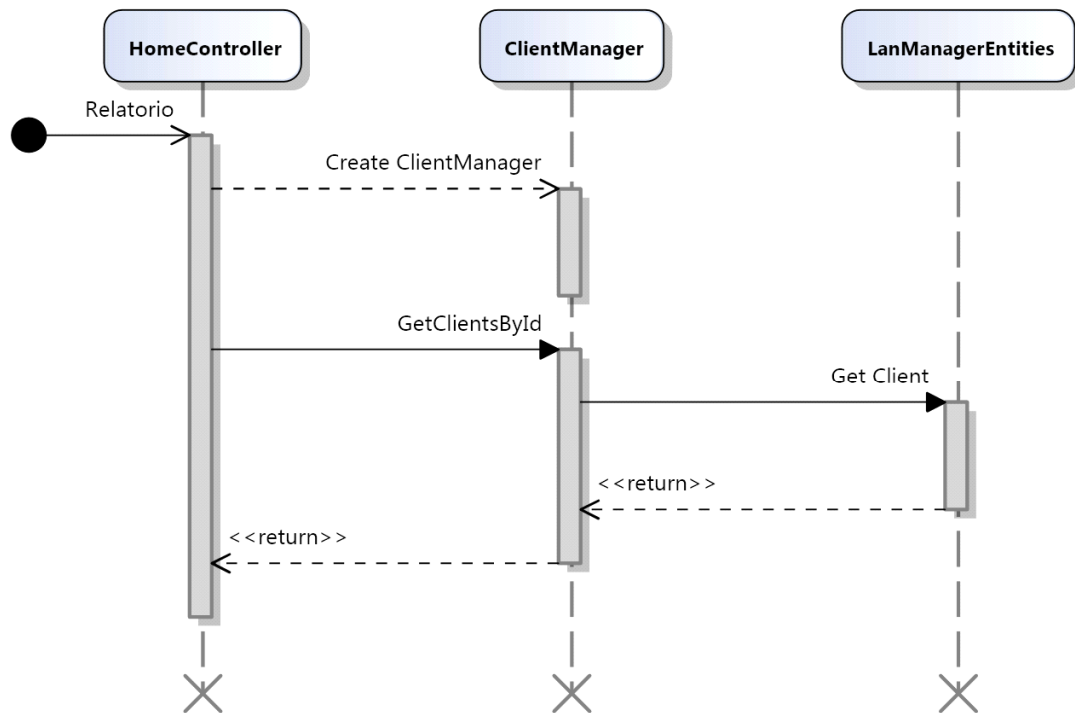 HomeController
ClientManager
LanManagerEntities
Relatorio
Create ClientManager
GetClientsById
Get Client
<<return>>
<<return>>